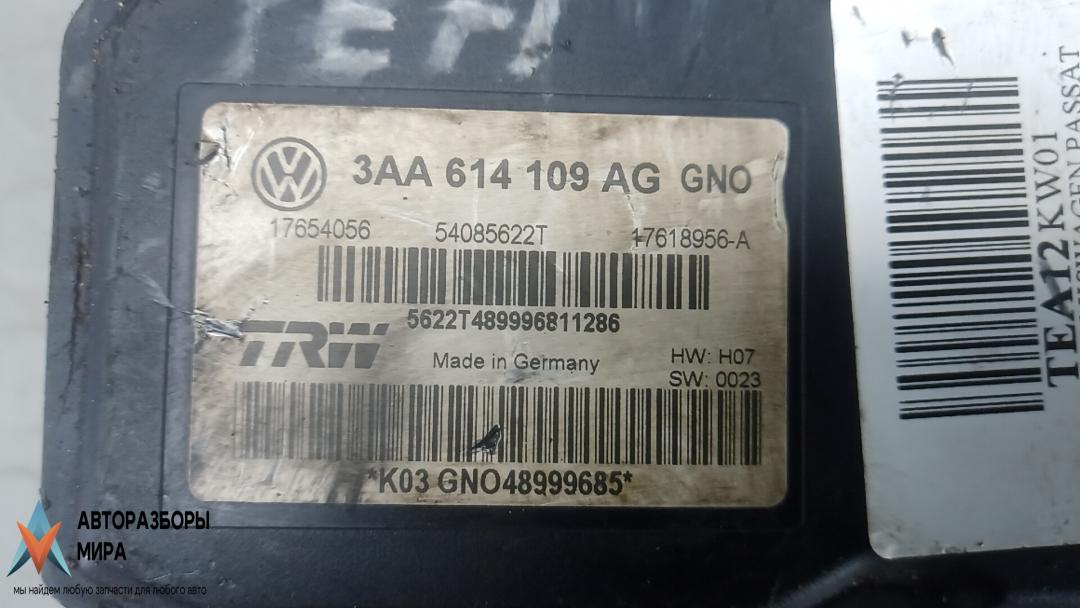 3AA 614 109 AG GNO
17654056 54085622T 17618956-A
5622T489996811286
TRW
Made in Germany
HW: H07
SW: 0023
*K03 GNO48999685*
TEA12KW01
PASSAT
АВТОРАЗБОРЫ
МИРА
мы найдем любую запчасти для любого авто